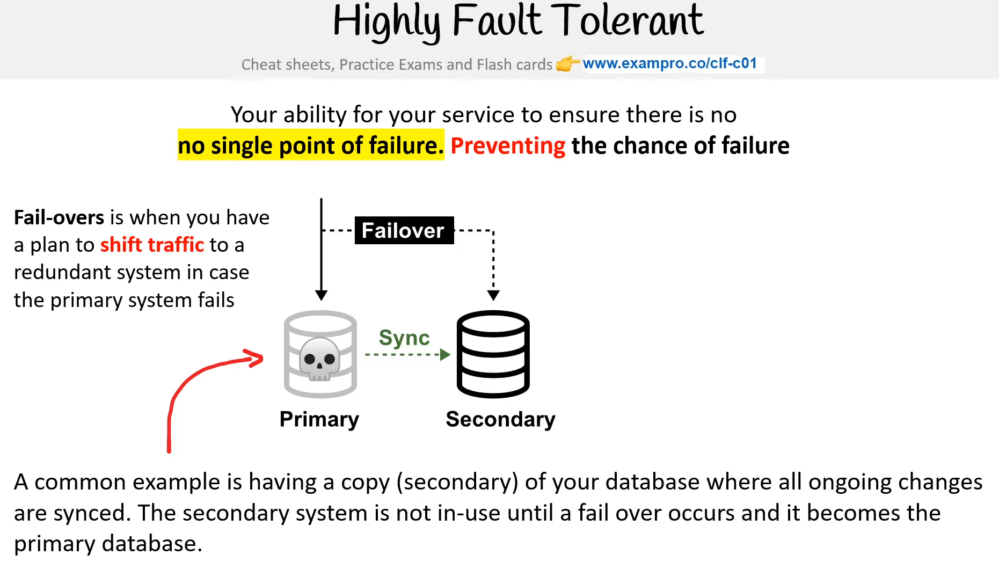 Highly Fault Tolerant
Cheat sheets, Practice Exams and Flash cards 👉 www.exampro.co/clf-c01
Your ability for your service to ensure there is no
no single point of failure. Preventing the chance of failure
Fail-overs is when you have
a plan to shift traffic to a
redundant system in case
the primary system fails
Failover
Sync
Primary
Secondary
A common example is having a copy (secondary) of your database where all ongoing changes
are synced. The secondary system is not in-use until a fail over occurs and it becomes the
primary database.